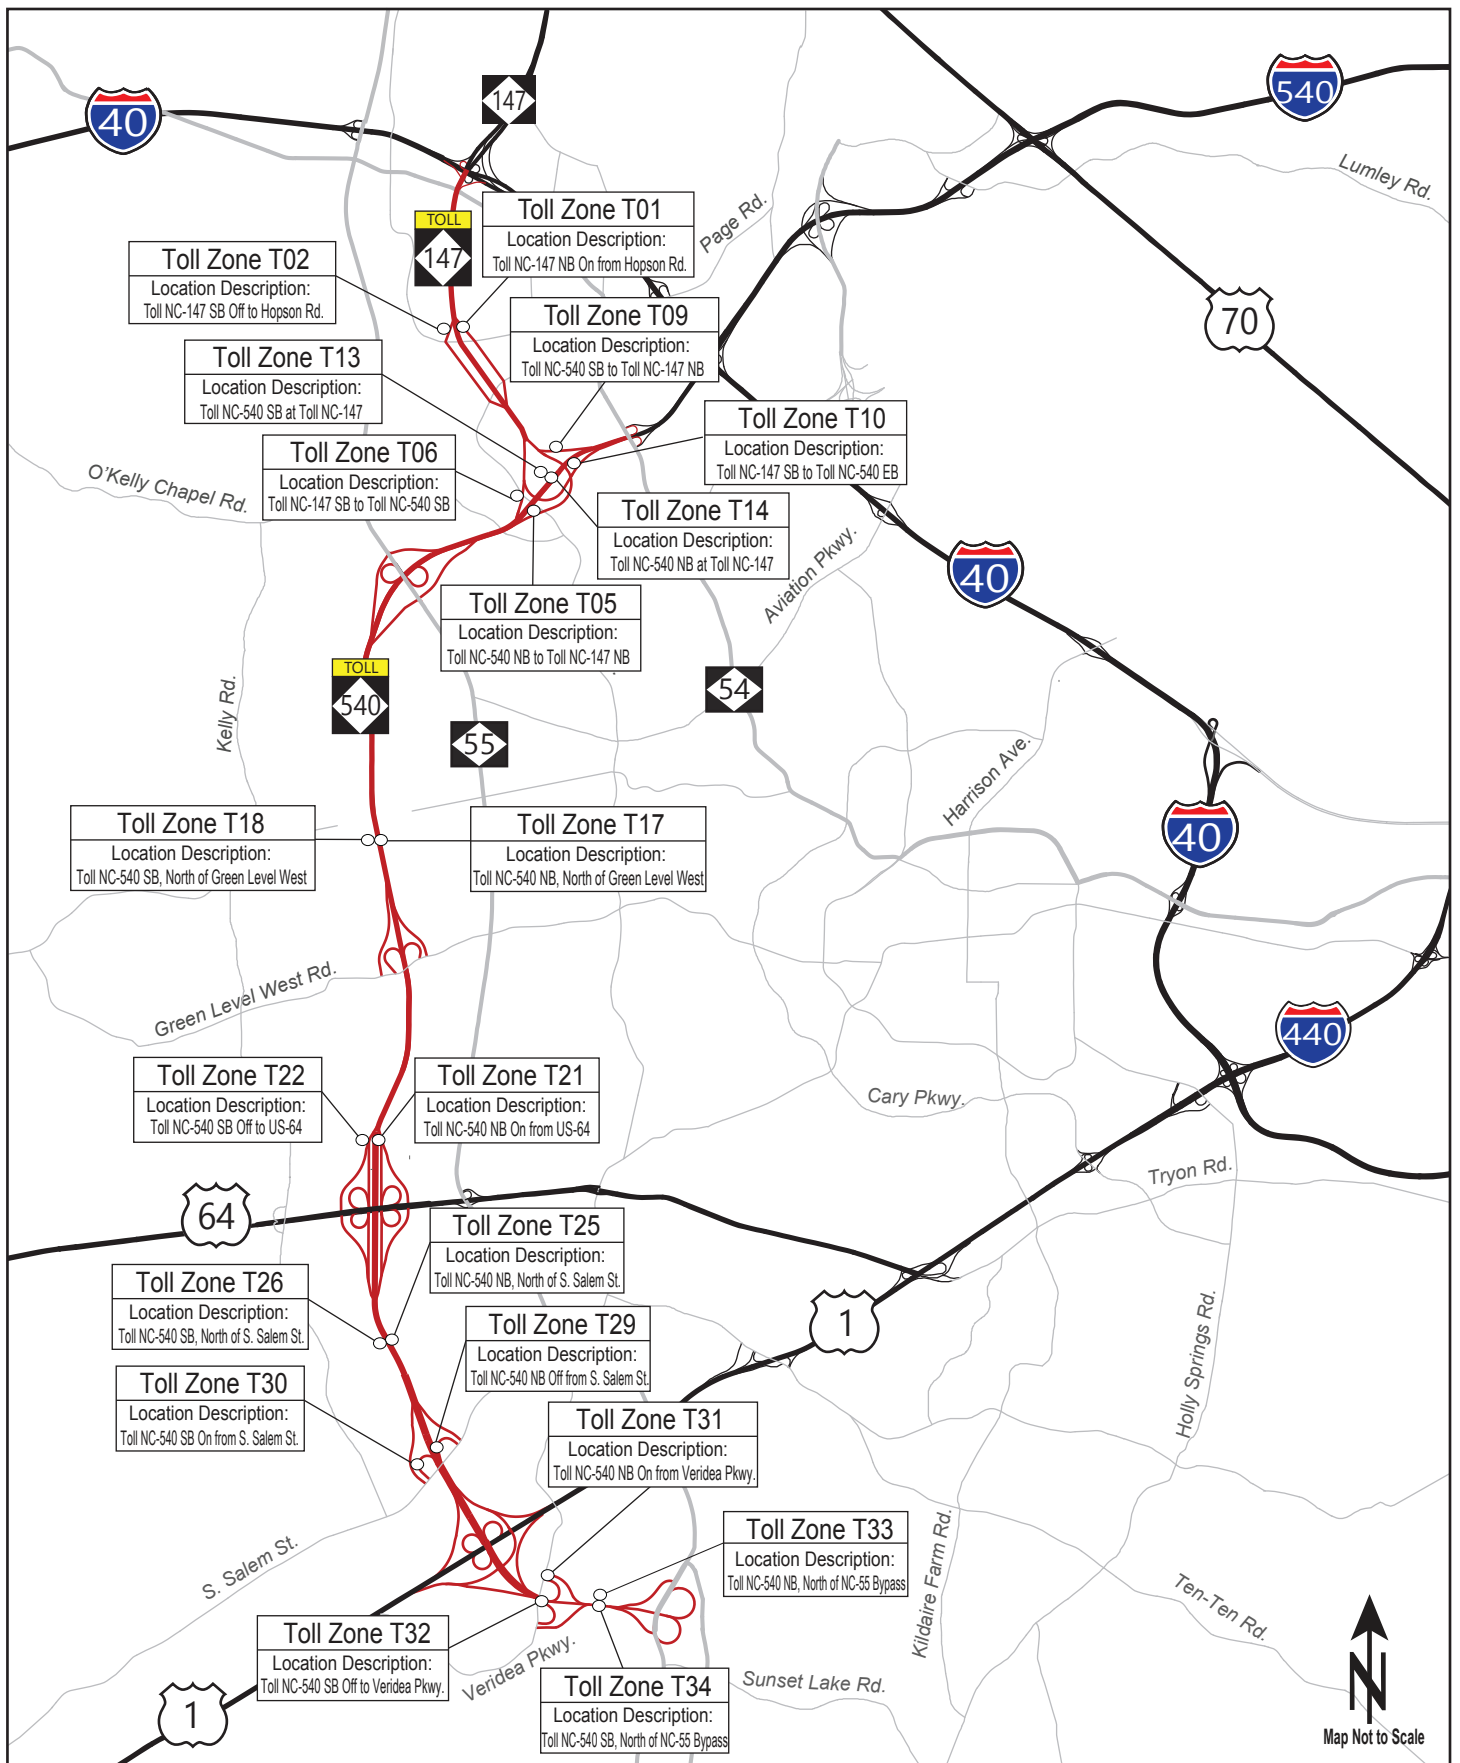 40
147
540
Lumley Rd.
TOLL
147
Toll Zone T01
Location Description:
Toll NC-147 NB On from Hopson Rd.
Page Rd.
Toll Zone T02
Location Description:
Toll NC-147 SB Off to Hopson Rd.
70
Toll Zone T09
Location Description:
Toll NC-540 SB to Toll NC-147 NB
Toll Zone T13
Location Description:
Toll NC-540 SB at Toll NC-147
Toll Zone T10
Location Description:
Toll NC-147 SB to Toll NC-540 EB
Toll Zone T06
Location Description:
Toll NC-147 SB to Toll NC-540 SB
O'Kelly Chapel Rd.
Toll Zone T14
Location Description:
Toll NC-540 NB at Toll NC-147
Aviation Pkwy.
40
Toll Zone T05
Location Description:
Toll NC-540 NB to Toll NC-147 NB
TOLL
540
54
Kelly Rd.
55
Harrison Ave.
Toll Zone T18
Location Description:
Toll NC-540 SB, North of Green Level West
Toll Zone T17
Location Description:
Toll NC-540 NB, North of Green Level West
40
Green Level West Rd.
440
Toll Zone T22
Location Description:
Toll NC-540 SB Off to US-64
Toll Zone T21
Location Description:
Toll NC-540 NB On from US-64
Cary Pkwy.
Tryon Rd.
64
Toll Zone T25
Location Description:
Toll NC-540 NB, North of S. Salem St.
Toll Zone T26
Location Description:
Toll NC-540 SB, North of S. Salem St.
Toll Zone T29
Location Description:
Toll NC-540 NB Off from S. Salem St.
1
Holly Springs Rd.
Toll Zone T30
Location Description:
Toll NC-540 SB On from S. Salem St.
Toll Zone T31
Location Description:
Toll NC-540 NB On from Veridea Pkwy.
Toll Zone T33
Location Description:
Toll NC-540 NB, North of NC-55 Bypass
S. Salem St.
Kildaire Farm Rd.
Ten-Ten Rd.
Toll Zone T32
Location Description:
Toll NC-540 SB Off to Veridea Pkwy.
Veridea Pkwy.
Toll Zone T34
Location Description:
Toll NC-540 SB, North of NC-55 Bypass
Sunset Lake Rd.
1
N
Map Not to Scale